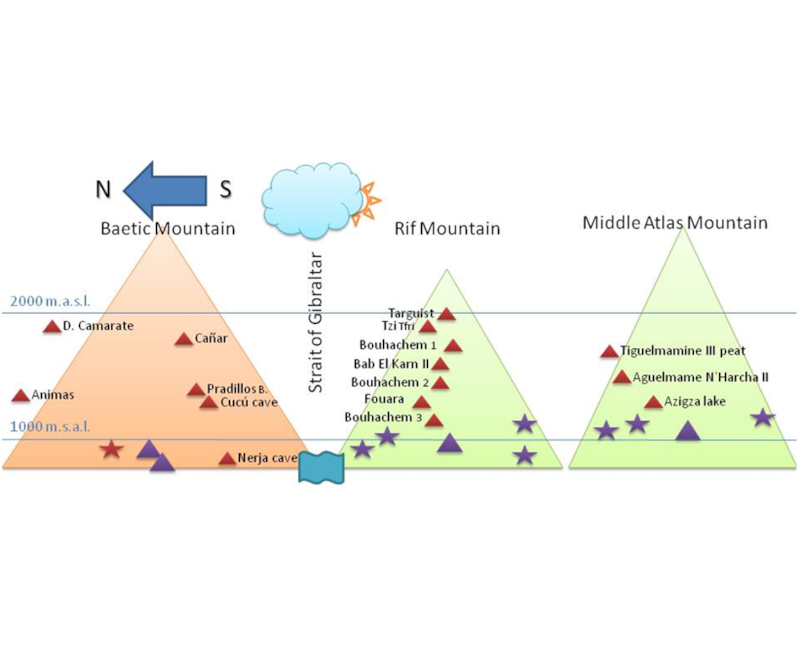 N
S
Baetic Mountain
Rif Mountain
Middle Atlas Mountain
Strait of Gibraltar
2000 m.a.s.l.
Targuist
D. Camarate
Tzi Tifri
Cañar
Bouhachem 1
Tiguelmamine III peat
Bab El Karn II
Aguelmame N'Harcha II
Bouhachem 2
Pradillos B.
Animas
Fouara
Cucú cave
Azigza lake
Bouhachem 3
1000 m.s.a.l.
Nerja cave